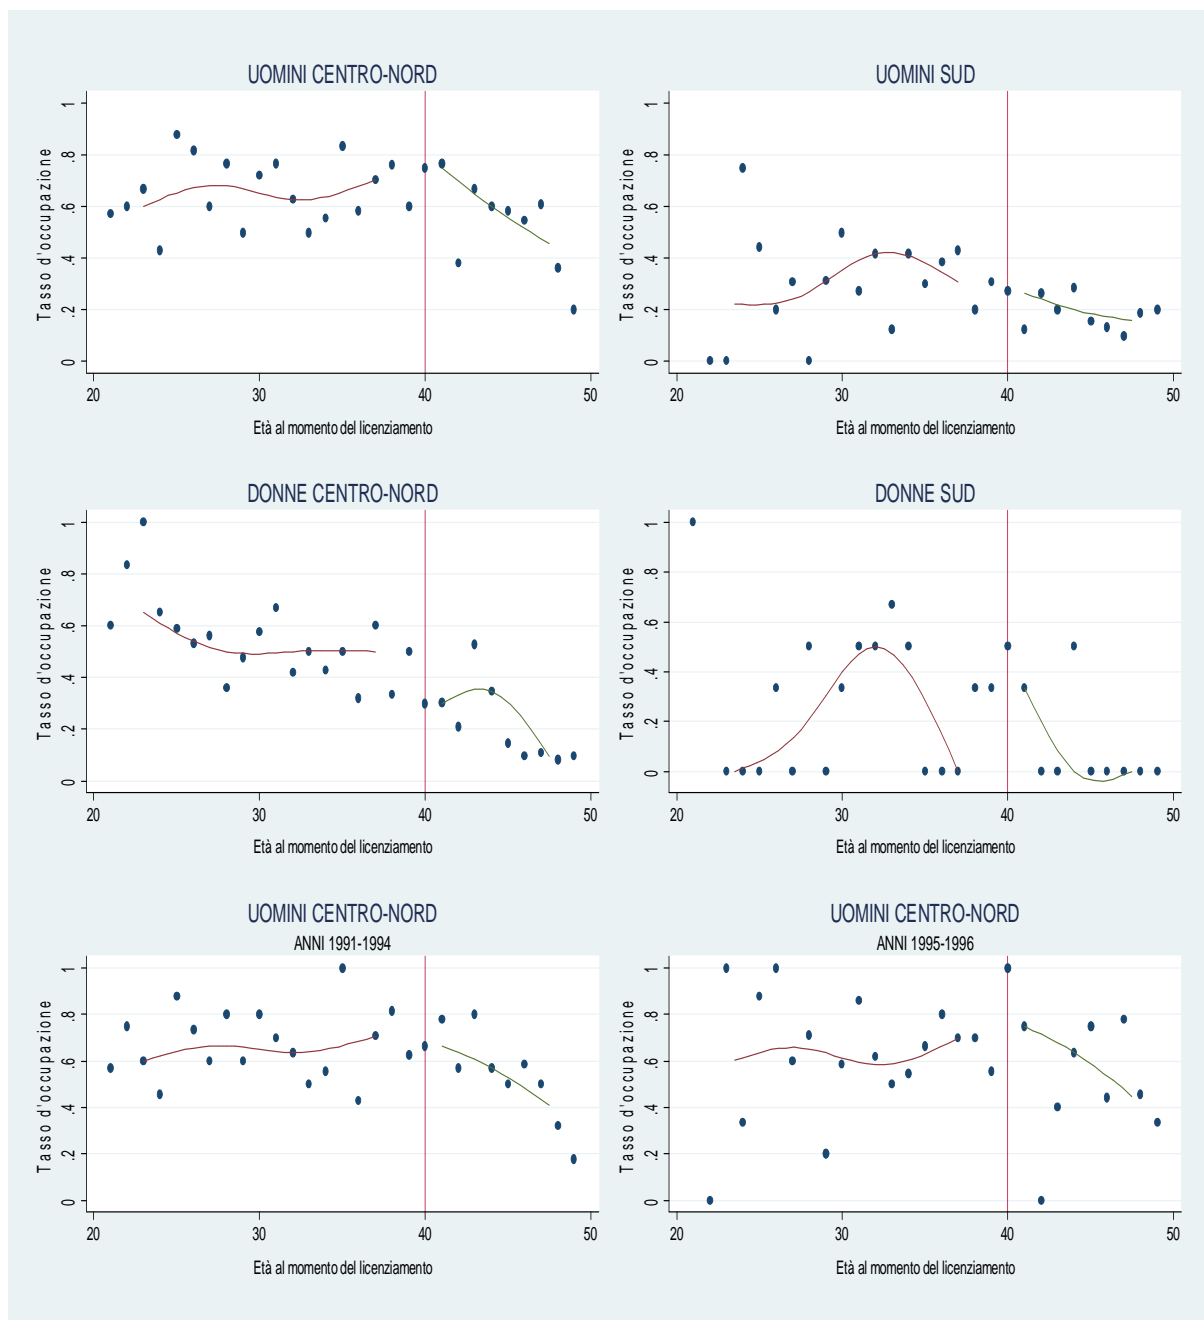 UOMINI CENTRO-NORD
Tasso d'occupazione
1
.8
.6
.4
.2
0
20 30 40 50
Età al momento del licenziamento
UOMINI SUD
Tasso d'occupazione
1
.8
.6
.4
.2
0
20 30 40 50
Età al momento del licenziamento
DONNE CENTRO-NORD
Tasso d'occupazione
1
.8
.6
.4
.2
0
20 30 40 50
Età al momento del licenziamento
DONNE SUD
Tasso d'occupazione
1
.8
.6
.4
.2
0
20 30 40 50
Età al momento del licenziamento
UOMINI CENTRO-NORD
ANNI 1991-1994
Tasso d'occupazione
1
.8
.6
.4
.2
0
20 30 40 50
Età al momento del licenziamento
UOMINI CENTRO-NORD
ANNI 1995-1996
Tasso d'occupazione
1
.8
.6
.4
.2
0
20 30 40 50
Età al momento del licenziamento